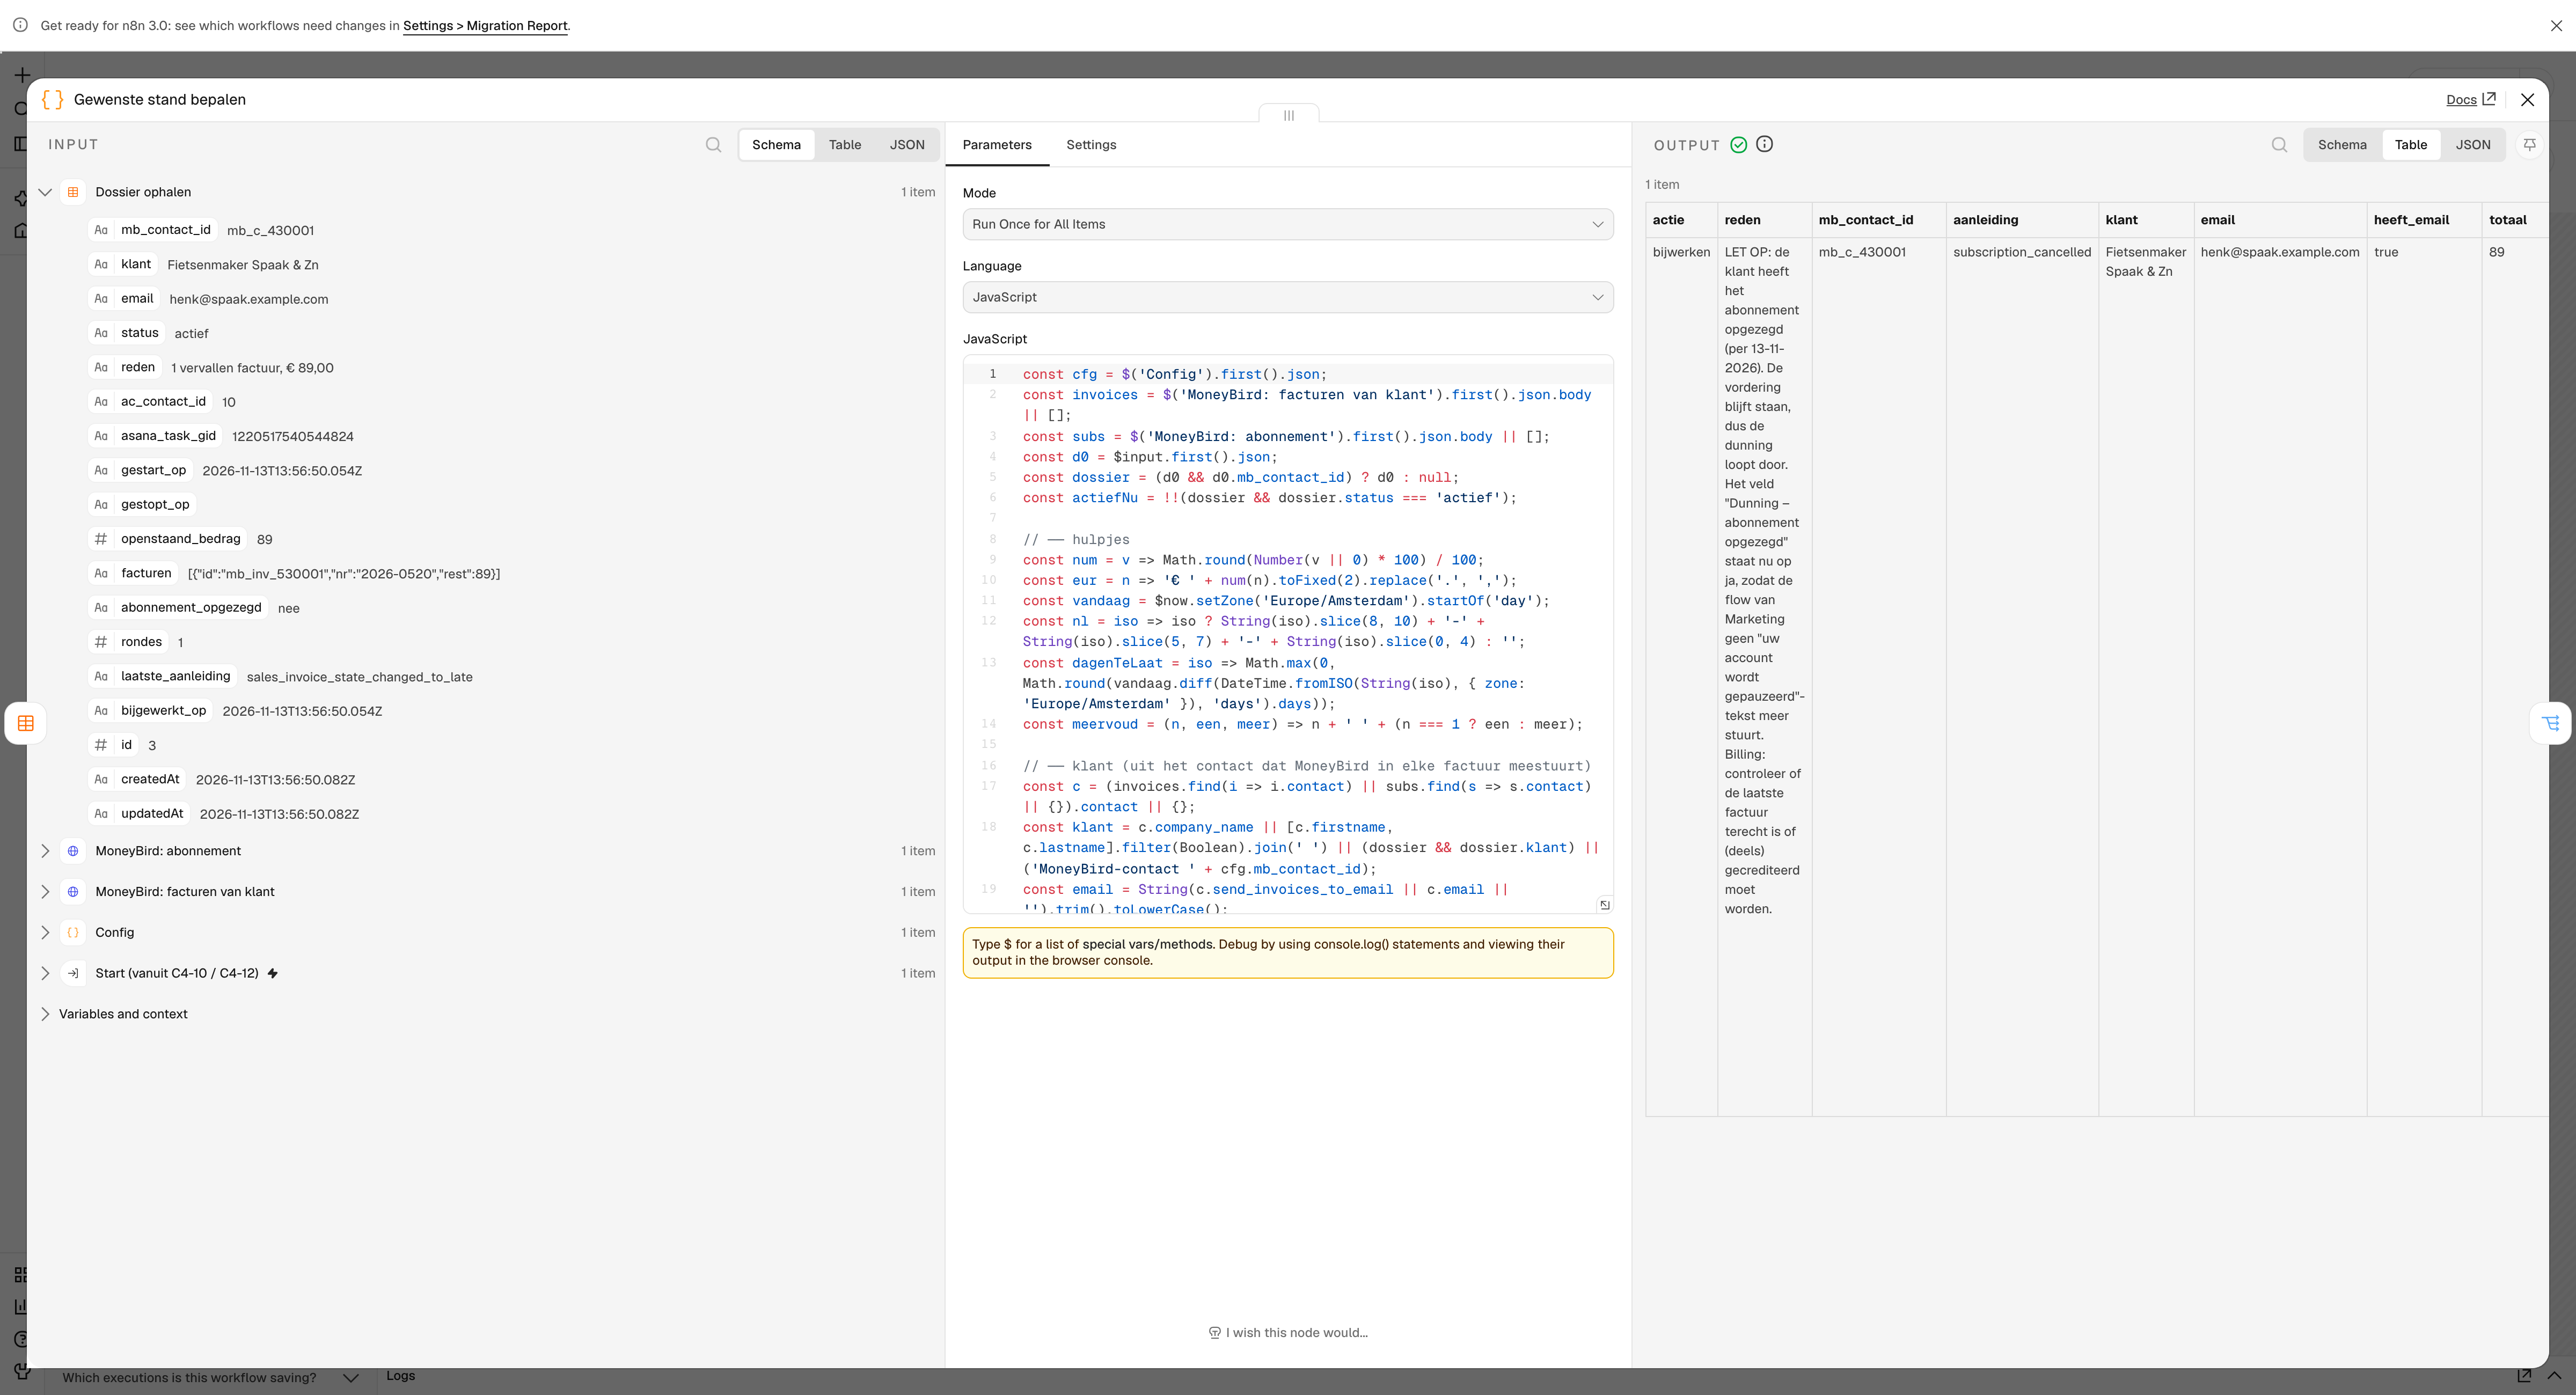 Get ready for n8n 3.0: see which workflows need changes in Settings > Migration Report.
Gewenste stand bepalen
Docs
INPUT
Schema
Table
JSON
Dossier ophalen
1 item
Aa mb_contact_id mb_c_430001
Aa klant Fietsenmaker Spaak & Zn
Aa email henk@spaak.example.com
Aa status actief
Aa reden 1 vervallen factuur, € 89,00
Aa ac_contact_id 10
Aa asana_task_gid 1220517540544824
Aa gestart_op 2026-11-13T13:56:50.054Z
Aa gestopt_op
# openstaand_bedrag 89
Aa facturen [{"id":"mb_inv_530001","nr":"2026-0520","rest":89}]
Aa abonnement_opgezegd nee
# rondes 1
Aa laatste_aanleiding sales_invoice_state_changed_to_late
Aa bijgewerkt_op 2026-11-13T13:56:50.054Z
# id 3
Aa createdAt 2026-11-13T13:56:50.082Z
Aa updatedAt 2026-11-13T13:56:50.082Z
MoneyBird: abonnement
1 item
MoneyBird: facturen van klant
1 item
Config
1 item
Start (vanuit C4-10 / C4-12)
1 item
Variables and context
Parameters
Settings
Mode
Run Once for All Items
Language
JavaScript
JavaScript
1 const cfg = $('Config').first().json;
2 const invoices = $('MoneyBird: facturen van klant').first().json.body
|| [];
3 const subs = $('MoneyBird: abonnement').first().json.body || [];
4 const d0 = $input.first().json;
5 const dossier = (d0 && d0.mb_contact_id) ? d0 : null;
6 const actiefNu = !!(dossier && dossier.status === 'actief');
7
8 // —— hulpjes
9 const num = v => Math.round(Number(v || 0) * 100) / 100;
10 const eur = n => '€ ' + num(n).toFixed(2).replace('.', ',');
11 const vandaag = $now.setZone('Europe/Amsterdam').startOf('day');
12 const nl = iso => iso ? String(iso).slice(8, 10) + '-' +
String(iso).slice(5, 7) + '-' + String(iso).slice(0, 4) : '';
13 const dagenTeLaat = iso => Math.max(0,
Math.round(vandaag.diff(DateTime.fromISO(String(iso), { zone:
'Europe/Amsterdam' }), 'days').days));
14 const meervoud = (n, een, meer) => n + ' ' + (n === 1 ? een : meer);
15
16 // —— klant (uit het contact dat MoneyBird in elke factuur meestuurt)
17 const c = (invoices.find(i => i.contact) || subs.find(s => s.contact)
|| {}).contact || {};
18 const klant = c.company_name || [c.firstname,
c.lastname].filter(Boolean).join(' ') || (dossier && dossier.klant) ||
('MoneyBird-contact ' + cfg.mb_contact_id);
19 const email = String(c.send_invoices_to_email || c.email ||
'').trim().toLowerCase();
Type $ for a list of special vars/methods. Debug by using console.log() statements and viewing their
output in the browser console.
I wish this node would...
OUTPUT
Schema
Table
JSON
1 item
actie reden mb_contact_id aanleiding klant email heeft_email totaal
bijwerken
LET OP: de
klant heeft
het
abonnement
opgezegd
(per 13-11-
2026). De
vordering
blijft staan,
dus de
dunning
loopt door.
Het veld
"Dunning –
abonnement
opgezegd"
staat nu op
ja, zodat de
flow van
Marketing
geen "uw
account
wordt
gepauzeerd"-
tekst meer
stuurt.
Billing:
controleer of
de laatste
factuur
terecht is of
(deels)
gecrediteerd
moet
worden.
mb_c_430001
subscription_cancelled
Fietsenmaker
Spaak & Zn
henk@spaak.example.com
true
89
Which executions is this workflow saving?
Logs